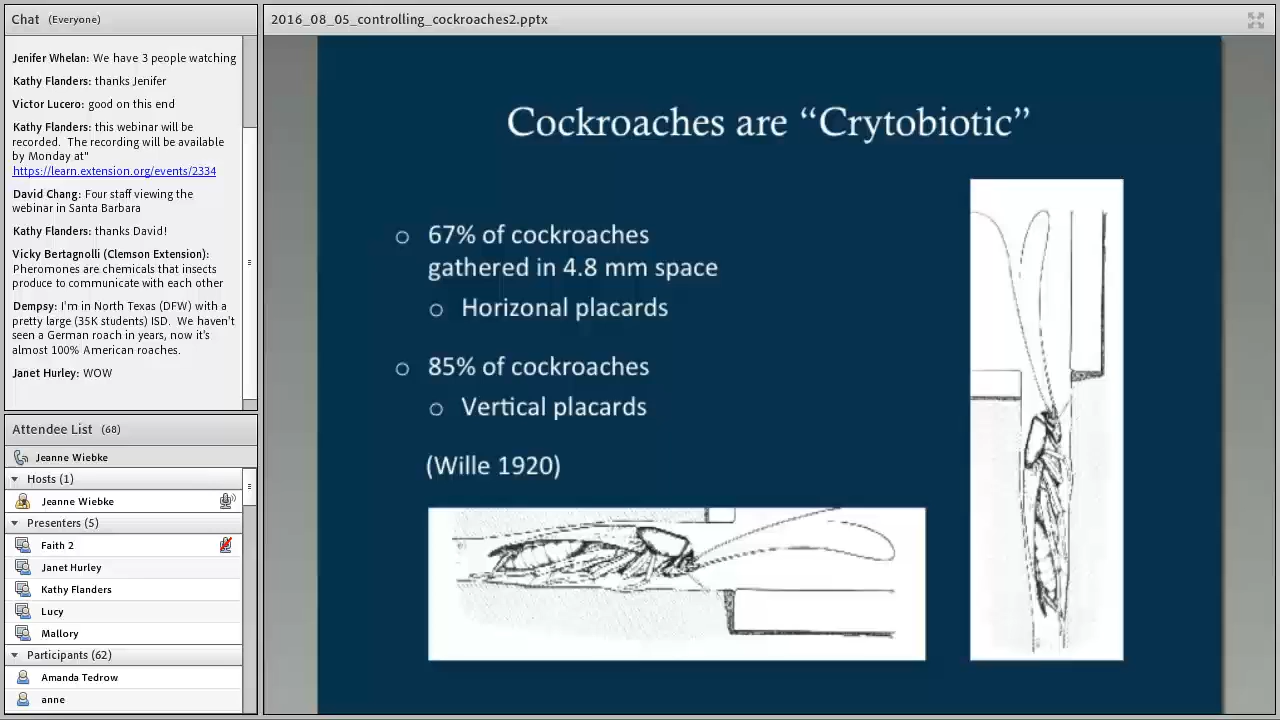 Chat (Everyone)
Jenifer Whelan: We have 3 people watching
Kathy Flanders: thanks Jenifer
Victor Lucero: good on this end
Kathy Flanders: this webinar will be
recorded. The recording will be available
by Monday at"
https://learn.extension.org/events/2334
David Chang: Four staff viewing the
webinar in Santa Barbara
Kathy Flanders: thanks David!
Vicky Bertagnolli (Clemson Extension):
Pheromones are chemicals that insects
produce to communicate with each other
Dempsy: I'm in North Texas (DFW) with a
pretty large (35K students) ISD. We haven't
seen a German roach in years, now it's
almost 100% American roaches.
Janet Hurley: WOW
Attendee List (68)
Jeanne Wiebke
Hosts (1)
Jeanne Wiebke
Presenters (5)
Faith 2
Janet Hurley
Kathy Flanders
Lucy
Mallory
Participants (62)
Amanda Tedrow
anne
2016_08_05_controlling_cockroaches2.pptx
Cockroaches are “Crytobiotic”
67% of cockroaches
gathered in 4.8 mm space
Horizonal placards
85% of cockroaches
Vertical placards
(Wille 1920)